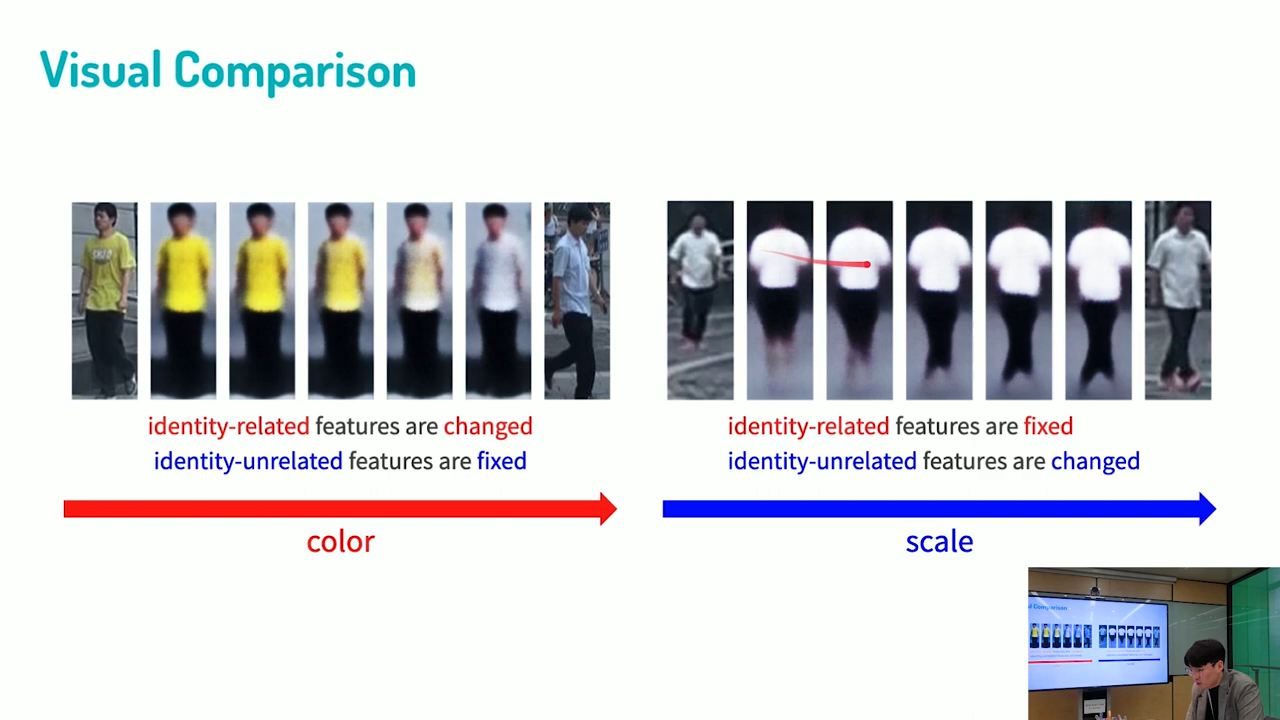 Visual Comparison
identity-related features are changed
identity-unrelated features are fixed
color
identity-related features are fixed
identity-unrelated features are changed
scale